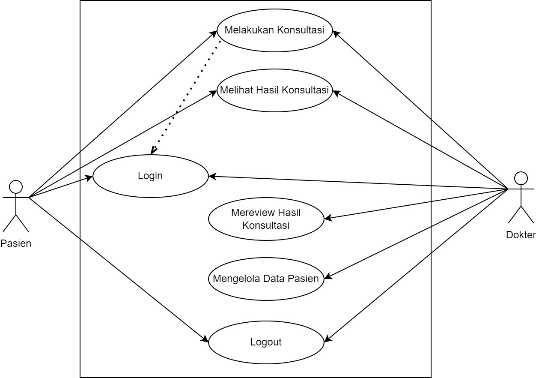 Melakukan Konsultasi
Melihat Hasil Konsultasi
Login
Pasien
Mereview Hasil
Konsultasi
Dokter
Mengelola Data Pasien
Logout